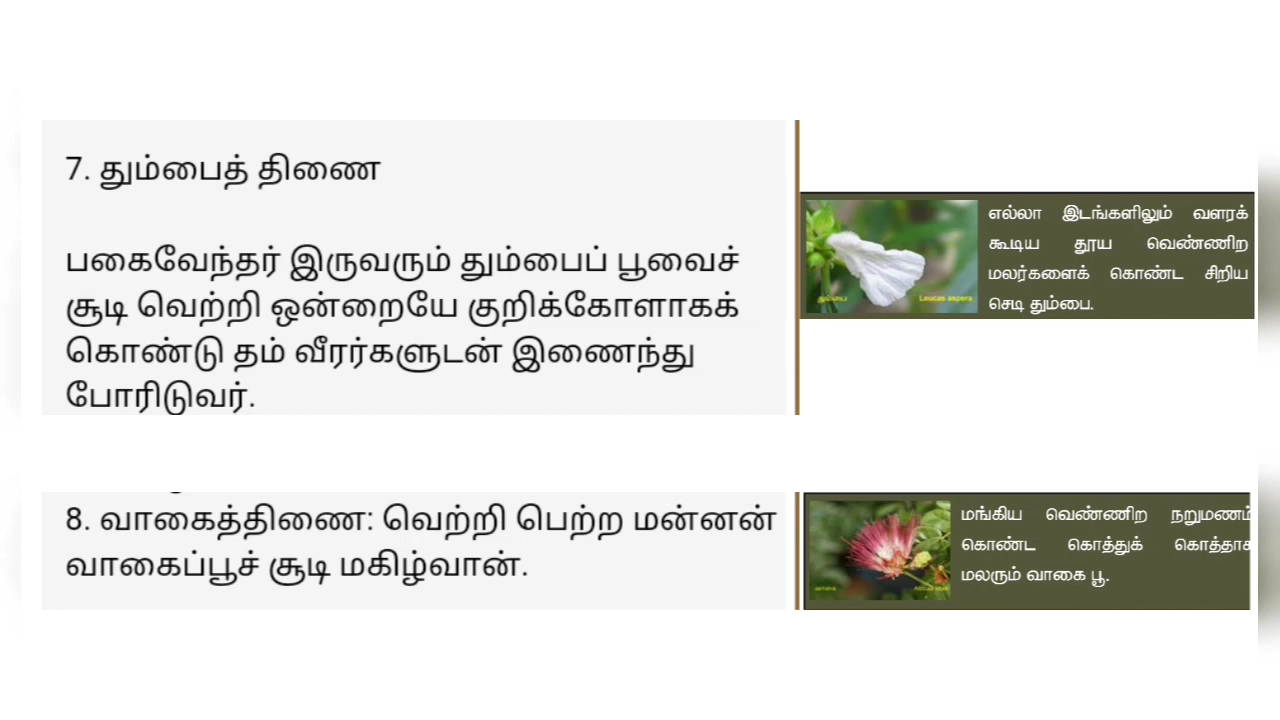 7. தும்பைத் திணை
பகைவேந்தர் இருவரும் தும்பைப் பூவைச்
சூடி வெற்றி ஒன்றையே குறிக்கோளாகக்
கொண்டு தம் வீரர்களுடன் இணைந்து
போரிடுவர்.
எல்லா இடங்களிலும் வளரக்
கூடிய தூய வெண்ணிற
மலர்களைக் கொண்ட சிறிய
செடி தும்பை.
தும்பை
Leucas aspera
8. வாகைத்திணை: வெற்றி பெற்ற மன்னன்
வாகைப்பூச் சூடி மகிழ்வான்.
மங்கிய வெண்ணிற நறுமணம்
கொண்ட கொத்துக் கொத்தாக
மலரும் வாகை பூ.